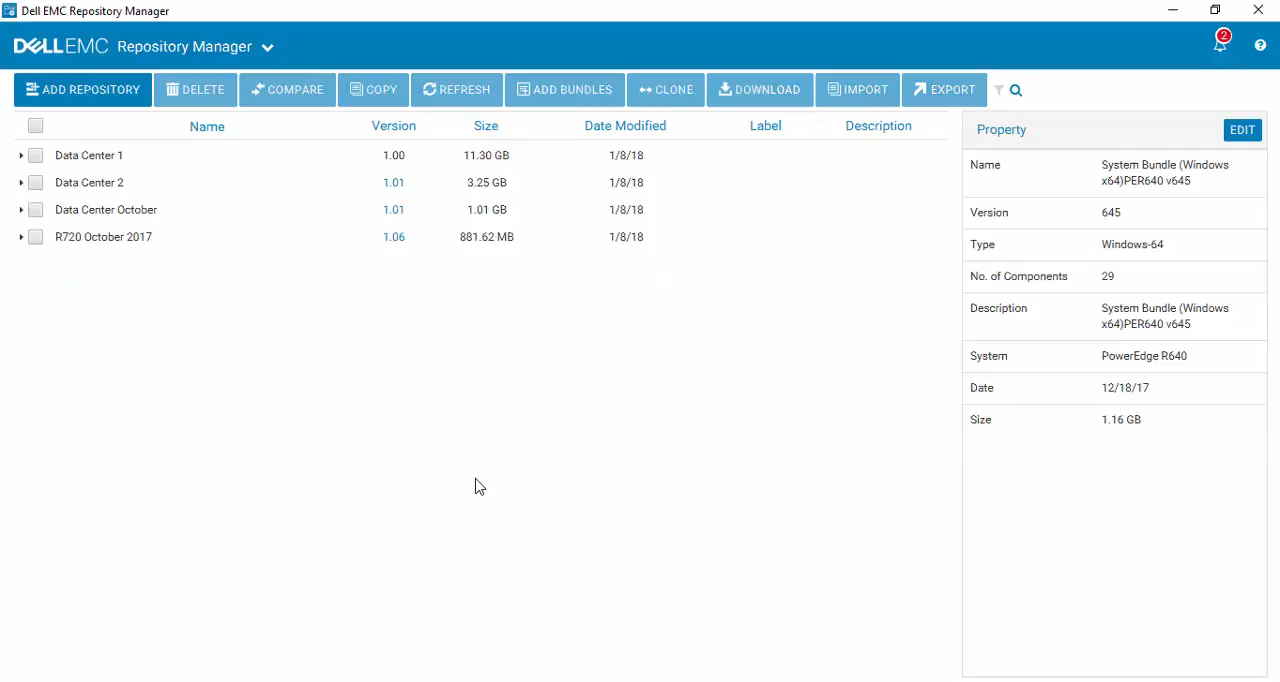 Dell EMC Repository Manager
DELLEMC Repository Manager
2
?
ADD REPOSITORY DELETE COMPARE COPY REFRESH ADD BUNDLES CLONE DOWNLOAD IMPORT EXPORT
Name Version Size Date Modified Label Description
Data Center 1 1.00 11.30 GB 1/8/18
Data Center 2 1.01 3.25 GB 1/8/18
Data Center October 1.01 1.01 GB 1/8/18
R720 October 2017 1.06 881.62 MB 1/8/18
Property EDIT
Name System Bundle (Windows
x64)PER640 v645
Version 645
Type Windows-64
No. of Components 29
Description System Bundle (Windows
x64)PER640 v645
System PowerEdge R640
Date 12/18/17
Size 1.16 GB